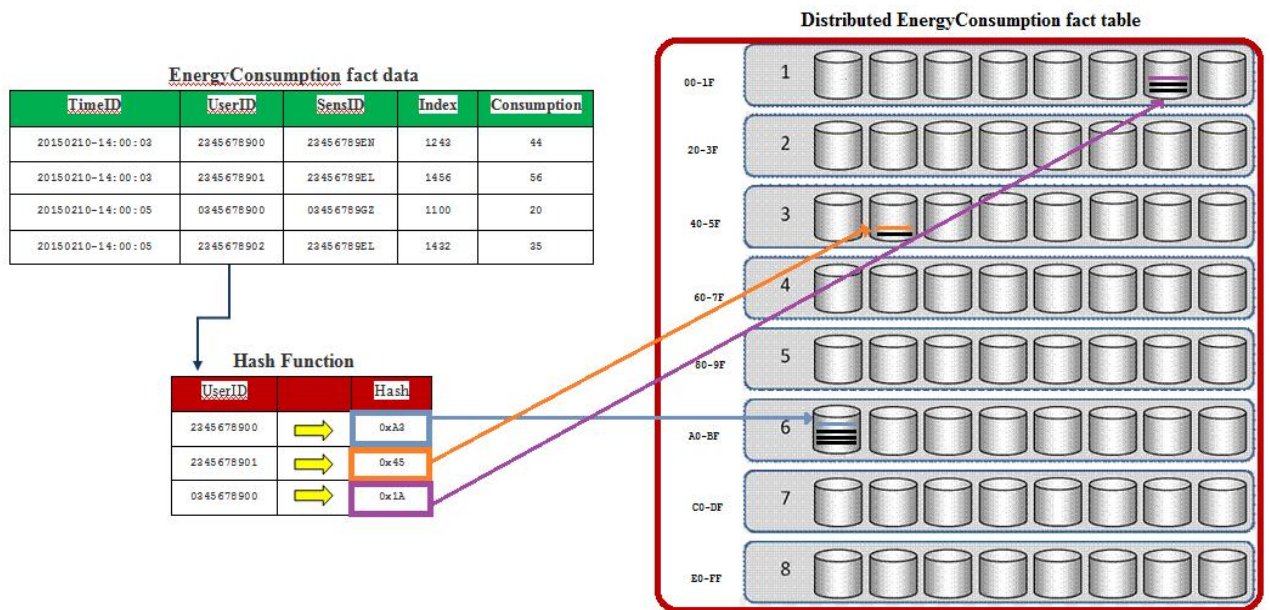 Distributed EnergyConsumption fact table
EnergyConsumption fact data
TimeID UserID SensID Index Consumption
20150210-14:00:03 2345678900 23456789EN 1243 44
20150210-14:00:03 2345678901 23456789EL 1456 56
20150210-14:00:05 0345678900 03456789GZ 1100 20
20150210-14:00:05 2345678902 23456789EL 1432 35
Hash Function
UserID Hash
2345678900 0xA3
2345678901 0x45
0345678900 0x1A
00-1F 1
20-3F 2
40-5F 3
60-7F 4
80-9F 5
A0-BF 6
C0-DF 7
E0-FF 8